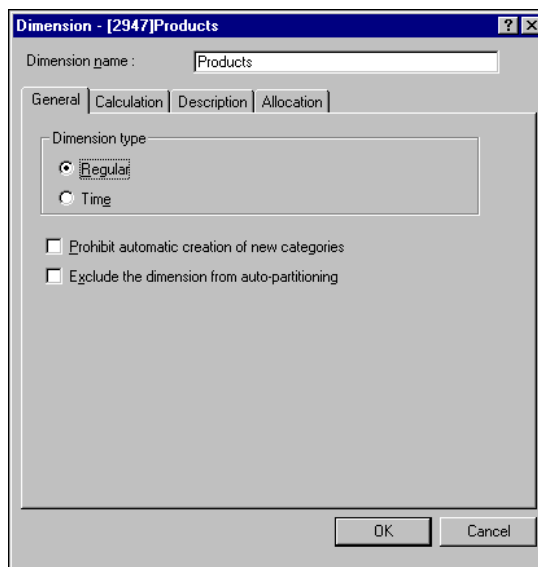 Dimension - [2947]Products
Dimension name :
Products
General
Calculation
Description
Allocation
Dimension type
Regular
Time
Prohibit automatic creation of new categories
Exclude the dimension from auto-partitioning
OK
Cancel